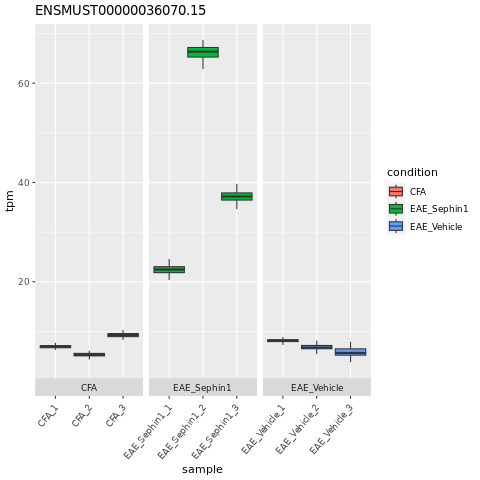 ENSMUST00000036070.15
tpm
60
40
20
CFA
EAE_Sephin1
EAE_Vehicle
CFA_1
CFA_2
CFA_3
EAE_Sephin1_1
EAE_Sephin1_2
EAE_Sephin1_3
EAE_Vehicle_1
EAE_Vehicle_2
EAE_Vehicle_3
sample
condition
CFA
EAE_Sephin1
EAE_Vehicle